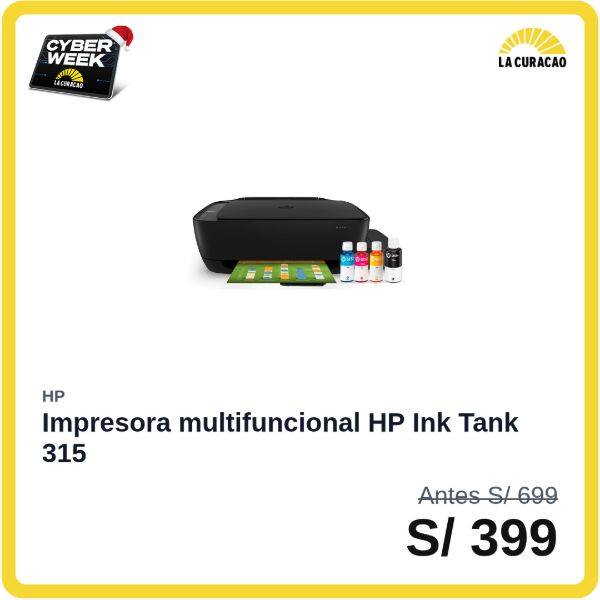 CYBER
WEEK
LA CURACAO
LA CURACAO
HP
Impresora multifuncional HP Ink Tank
315
Antes S/ 699
S/ 399